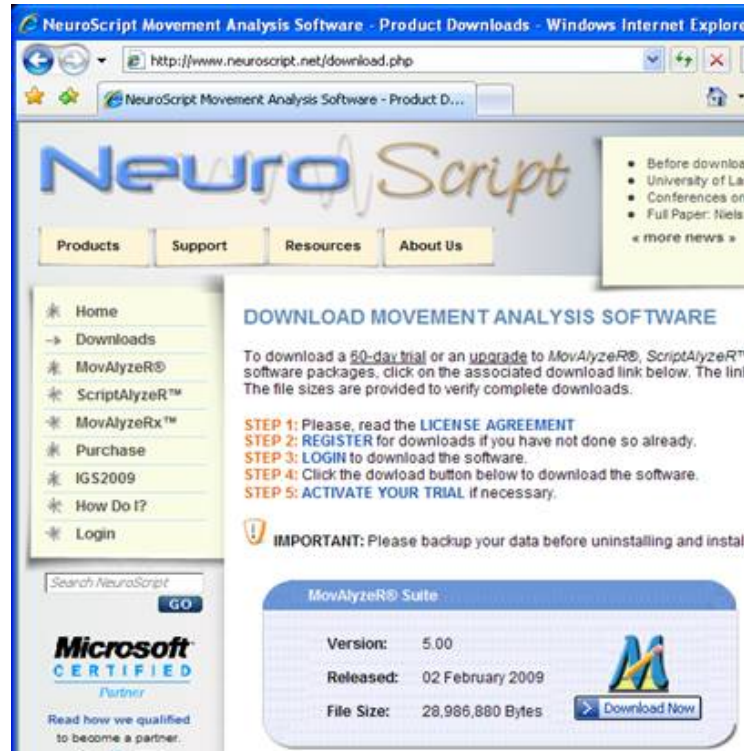 NeuroScript Movement Analysis Software - Product Downloads - Windows Internet Explore
http://www.neuroscript.net/download.php
NeuroScript Movement Analysis Software - Product D...
NeuroScript
Before downloa
University of La
Conferences on
Full Paper: Niels
« more news »
Products Support Resources About Us
Home
Downloads
MovAlyzeR®
ScriptAlyzeR™
MovAlyzeRx™
Purchase
IGS2009
How Do I?
Login
Search NeuroScript
GO
Microsoft
CERTIFIED
Partner
Read how we qualified
to become a partner.
DOWNLOAD MOVEMENT ANALYSIS SOFTWARE
To download a 60-day trial or an upgrade to MovAlyzeR®, ScriptAlyzeR™
software packages, click on the associated download link below. The lin
The file sizes are provided to verify complete downloads.
STEP 1: Please, read the LICENSE AGREEMENT
STEP 2: REGISTER for downloads if you have not done so already.
STEP 3: LOGIN to download the software.
STEP 4: Click the dowload button below to download the software.
STEP 5: ACTIVATE YOUR TRIAL if necessary.
IMPORTANT: Please backup your data before uninstalling and instal
MovAlyzeR® Suite
Version: 5.00
Released: 02 February 2009
File Size: 28,986,880 Bytes
Download Now